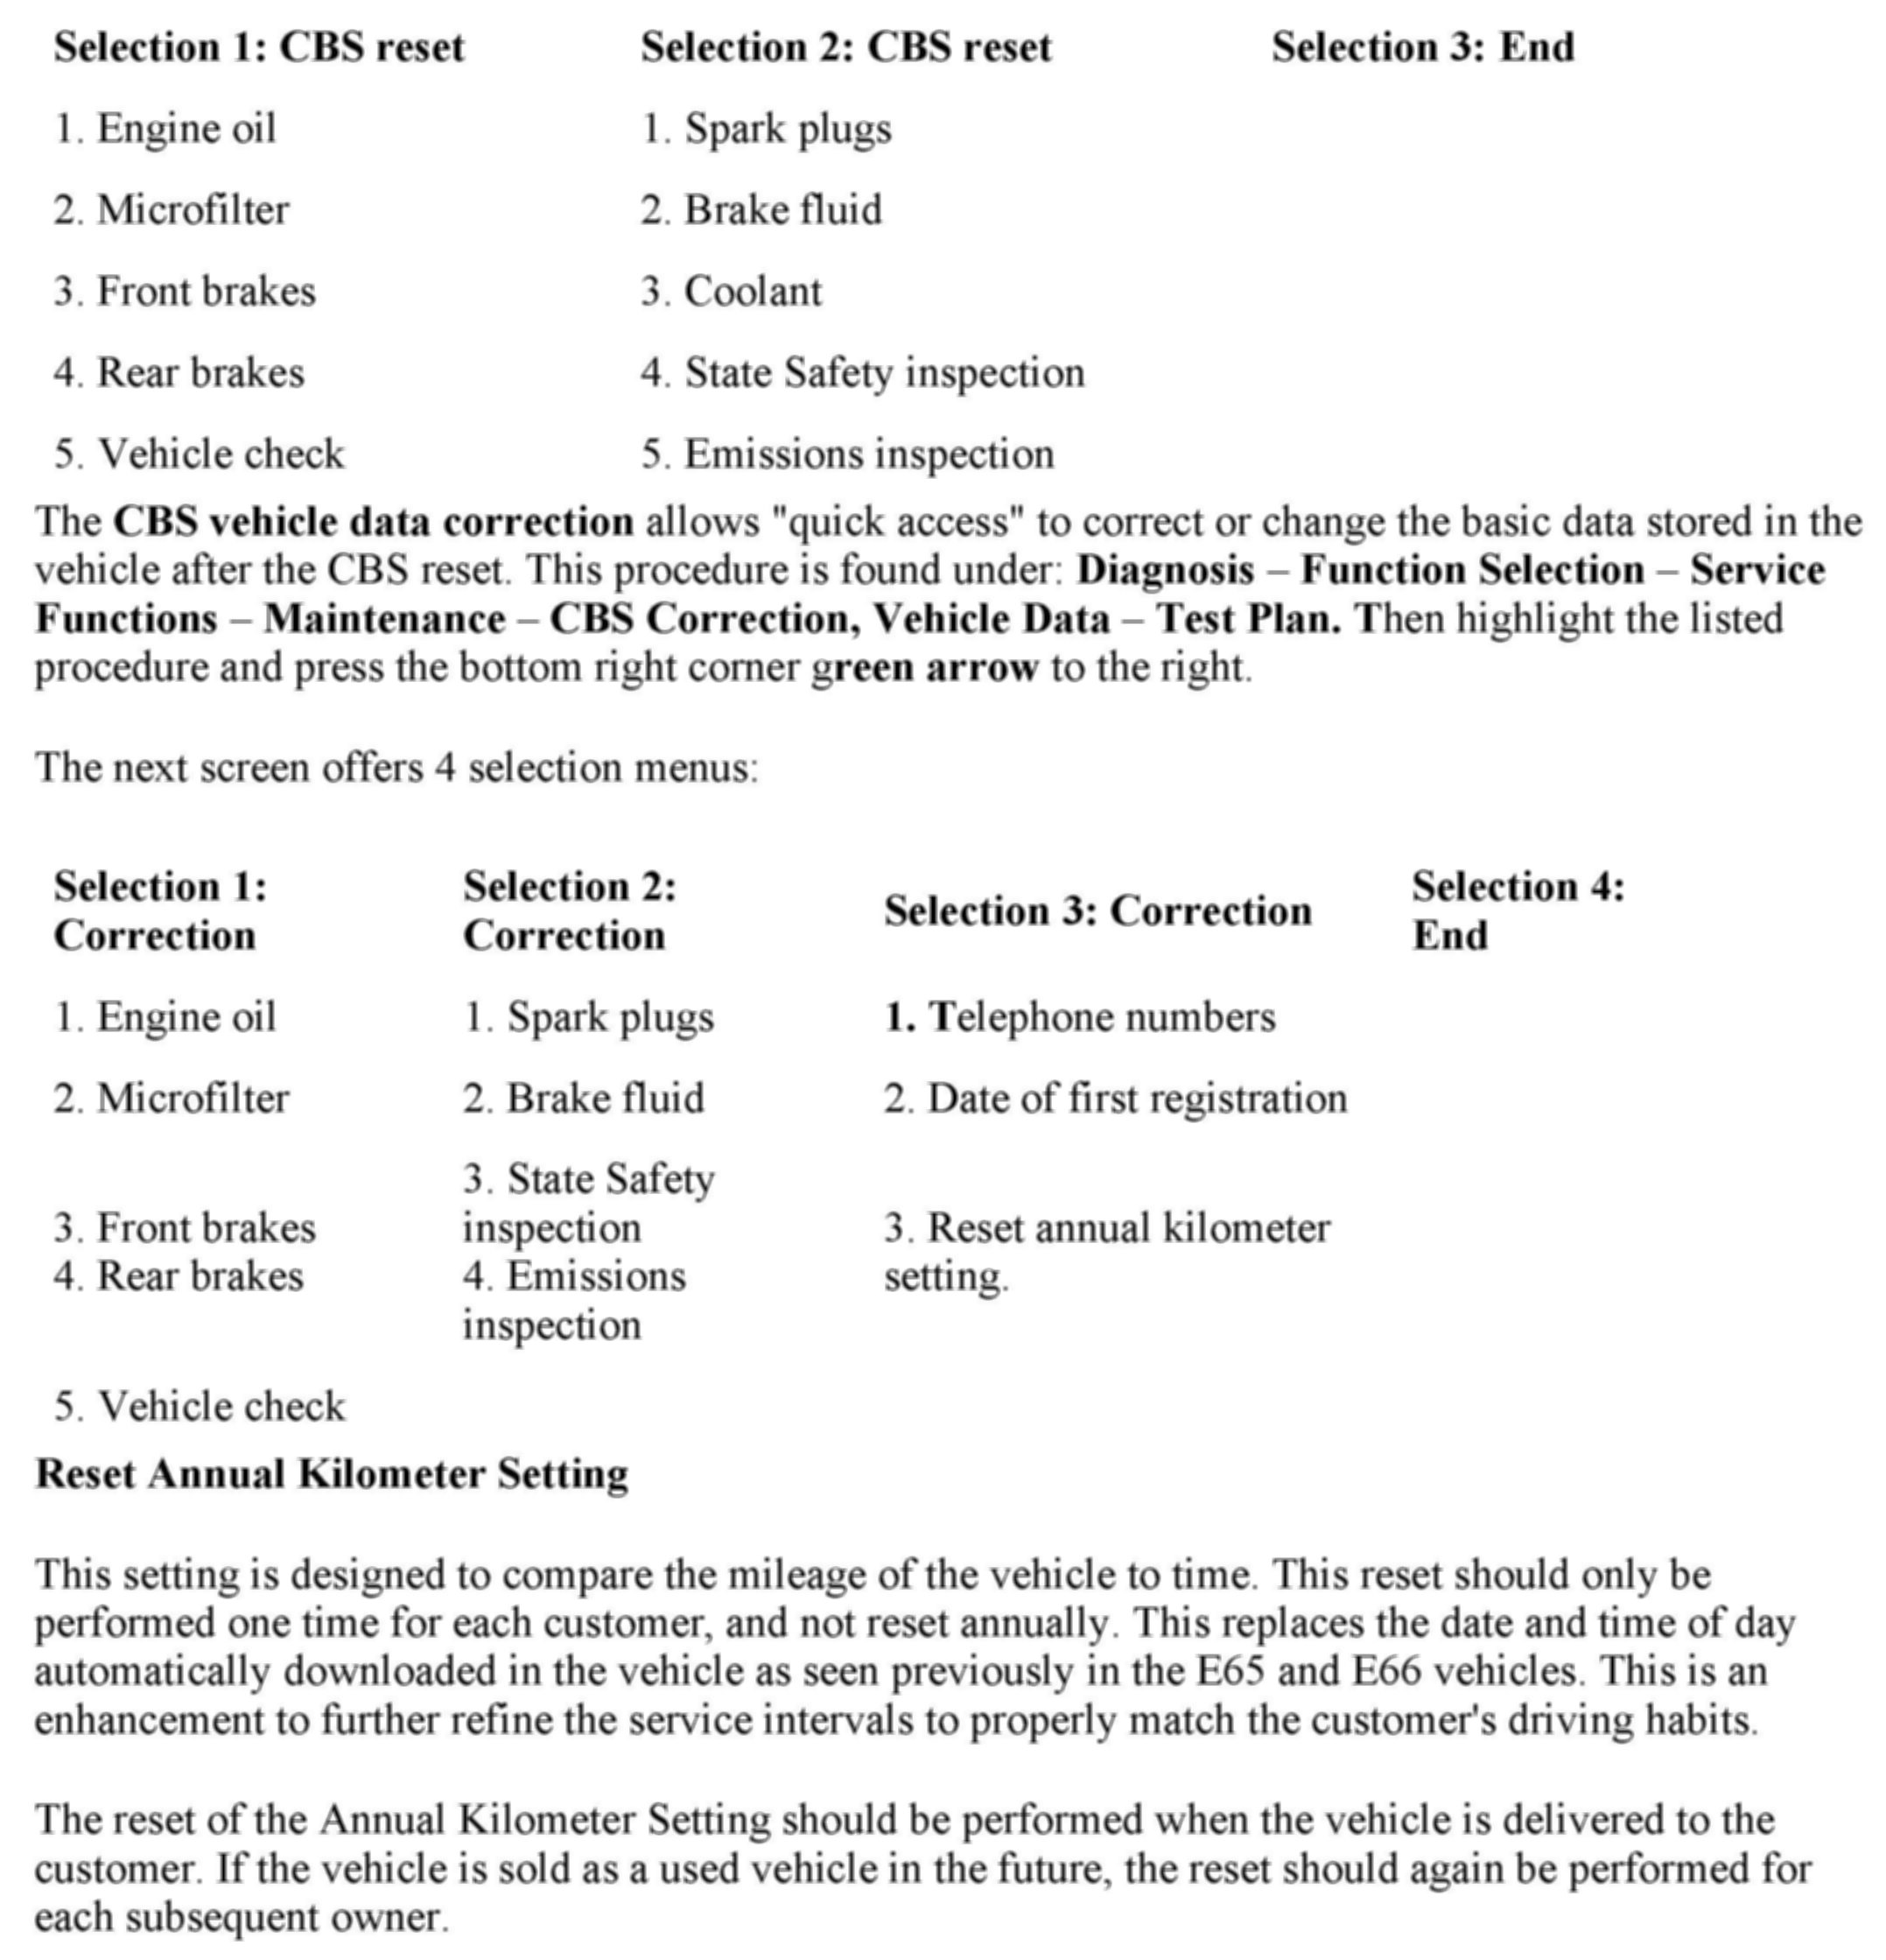 Selection 1: CBS reset Selection 2: CBS reset Selection 3: End
1. Engine oil 1. Spark plugs
2. Microfilter 2. Brake fluid
3. Front brakes 3. Coolant
4. Rear brakes 4. State Safety inspection
5. Vehicle check 5. Emissions inspection
The CBS vehicle data correction allows "quick access" to correct or change the basic data stored in the
vehicle after the CBS reset. This procedure is found under: Diagnosis – Function Selection – Service
Functions – Maintenance – CBS Correction, Vehicle Data – Test Plan. Then highlight the listed
procedure and press the bottom right corner green arrow to the right.
The next screen offers 4 selection menus:
Selection 1:
Correction
Selection 2:
Correction
Selection 3: Correction
Selection 4:
End
1. Engine oil 1. Spark plugs 1. Telephone numbers
2. Microfilter 2. Brake fluid 2. Date of first registration
3. Front brakes
4. Rear brakes
3. State Safety
inspection
4. Emissions
inspection
3. Reset annual kilometer
setting.
5. Vehicle check
Reset Annual Kilometer Setting
This setting is designed to compare the mileage of the vehicle to time. This reset should only be
performed one time for each customer, and not reset annually. This replaces the date and time of day
automatically downloaded in the vehicle as seen previously in the E65 and E66 vehicles. This is an
enhancement to further refine the service intervals to properly match the customer's driving habits.
The reset of the Annual Kilometer Setting should be performed when the vehicle is delivered to the
customer. If the vehicle is sold as a used vehicle in the future, the reset should again be performed for
each subsequent owner.